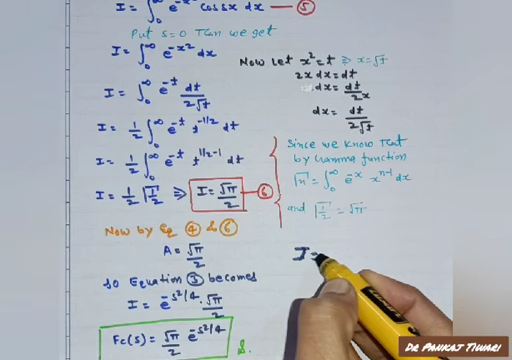 I = ∫₀^∞ e^(-x²) cos sx dx — ⑤
Put s = 0 Then we get
I = ∫₀^∞ e^(-x²) dx
I = ∫₀^∞ e^(-t) dt/(2√t)
I = 1/2 ∫₀^∞ e^(-t) t^(-1/2) dt
I = 1/2 ∫₀^∞ e^(-t) t^(1/2-1) dt
I = 1/2 Γ(1/2) ⇒ I = √π/2 — ⑥
Now let x² = t ⇒ x = √t
2x dx = dt
dx = dt/2x
dx = dt/(2√t)
Since we know that
by Gamma function
Γn = ∫₀^∞ e^(-x) x^(n-1) dx
and Γ(1/2) = √π
Now by Eq ④ & ⑥
A = √π/2
so Equation ③ becomes
I = e^(-s²/4) · √π/2
Fc(s) = √π/2 e^(-s²/4)
I =
DR PANKAJ TIWARI